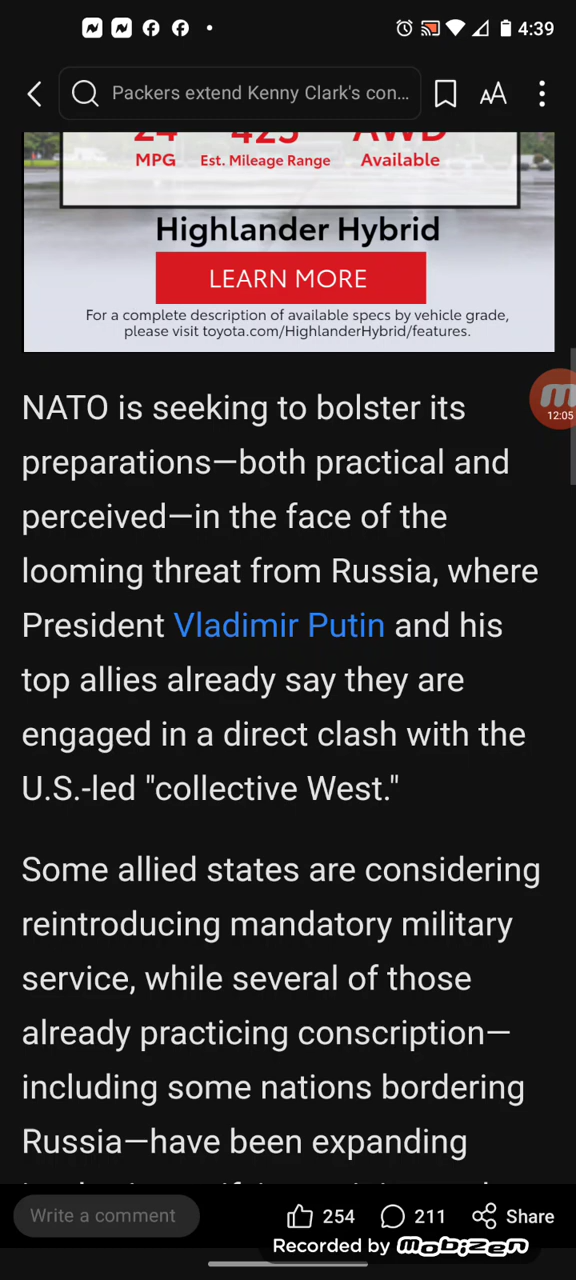 4:39
Packers extend Kenny Clark's con...
AA
24 425 AWD
MPG Est. Mileage Range Available
Highlander Hybrid
LEARN MORE
For a complete description of available specs by vehicle grade,
please visit toyota.com/HighlanderHybrid/features.
NATO is seeking to bolster its
12:05
preparations—both practical and
perceived—in the face of the
looming threat from Russia, where
President Vladimir Putin and his
top allies already say they are
engaged in a direct clash with the
U.S.-led "collective West."
Some allied states are considering
reintroducing mandatory military
service, while several of those
already practicing conscription—
including some nations bordering
Russia—have been expanding
Write a comment 254 211 Share
Recorded by mobizen